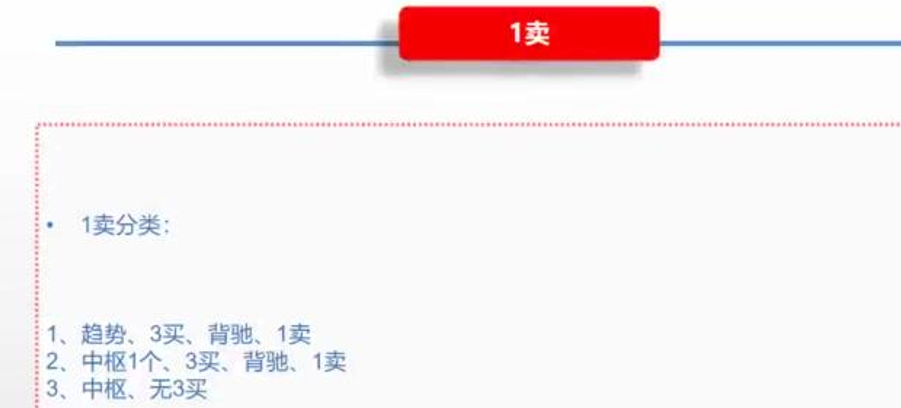 1卖
• 1卖分类：
1、趋势、3买、背驰、1卖
2、中枢1个、3买、背驰、1卖
3、中枢、无3买